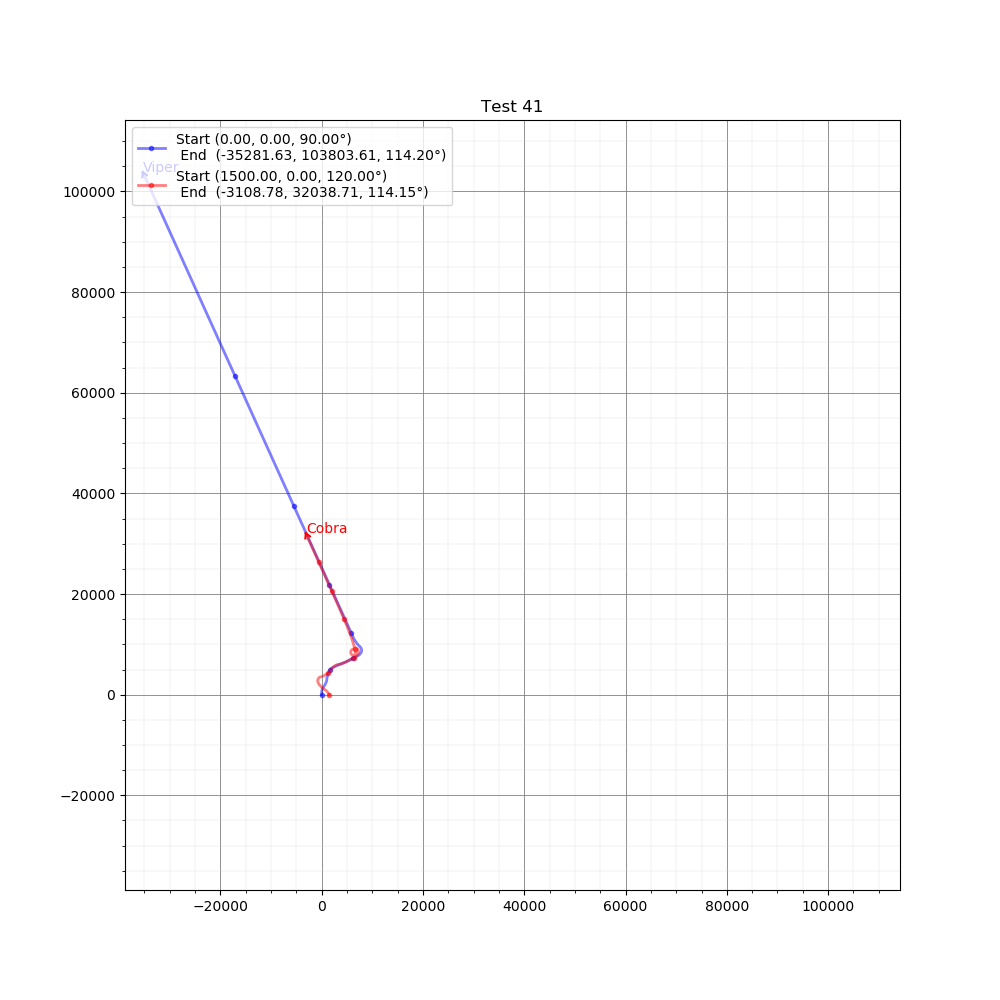 Test 41
Start (0.00, 0.00, 90.00°)
End (-35281.63, 103803.61, 114.20°)
Viper
Start (1500.00, 0.00, 120.00°)
End (-3108.78, 32038.71, 114.15°)
100000
80000
60000
40000
Cobra
20000
0
−20000
−20000 0 20000 40000 60000 80000 100000